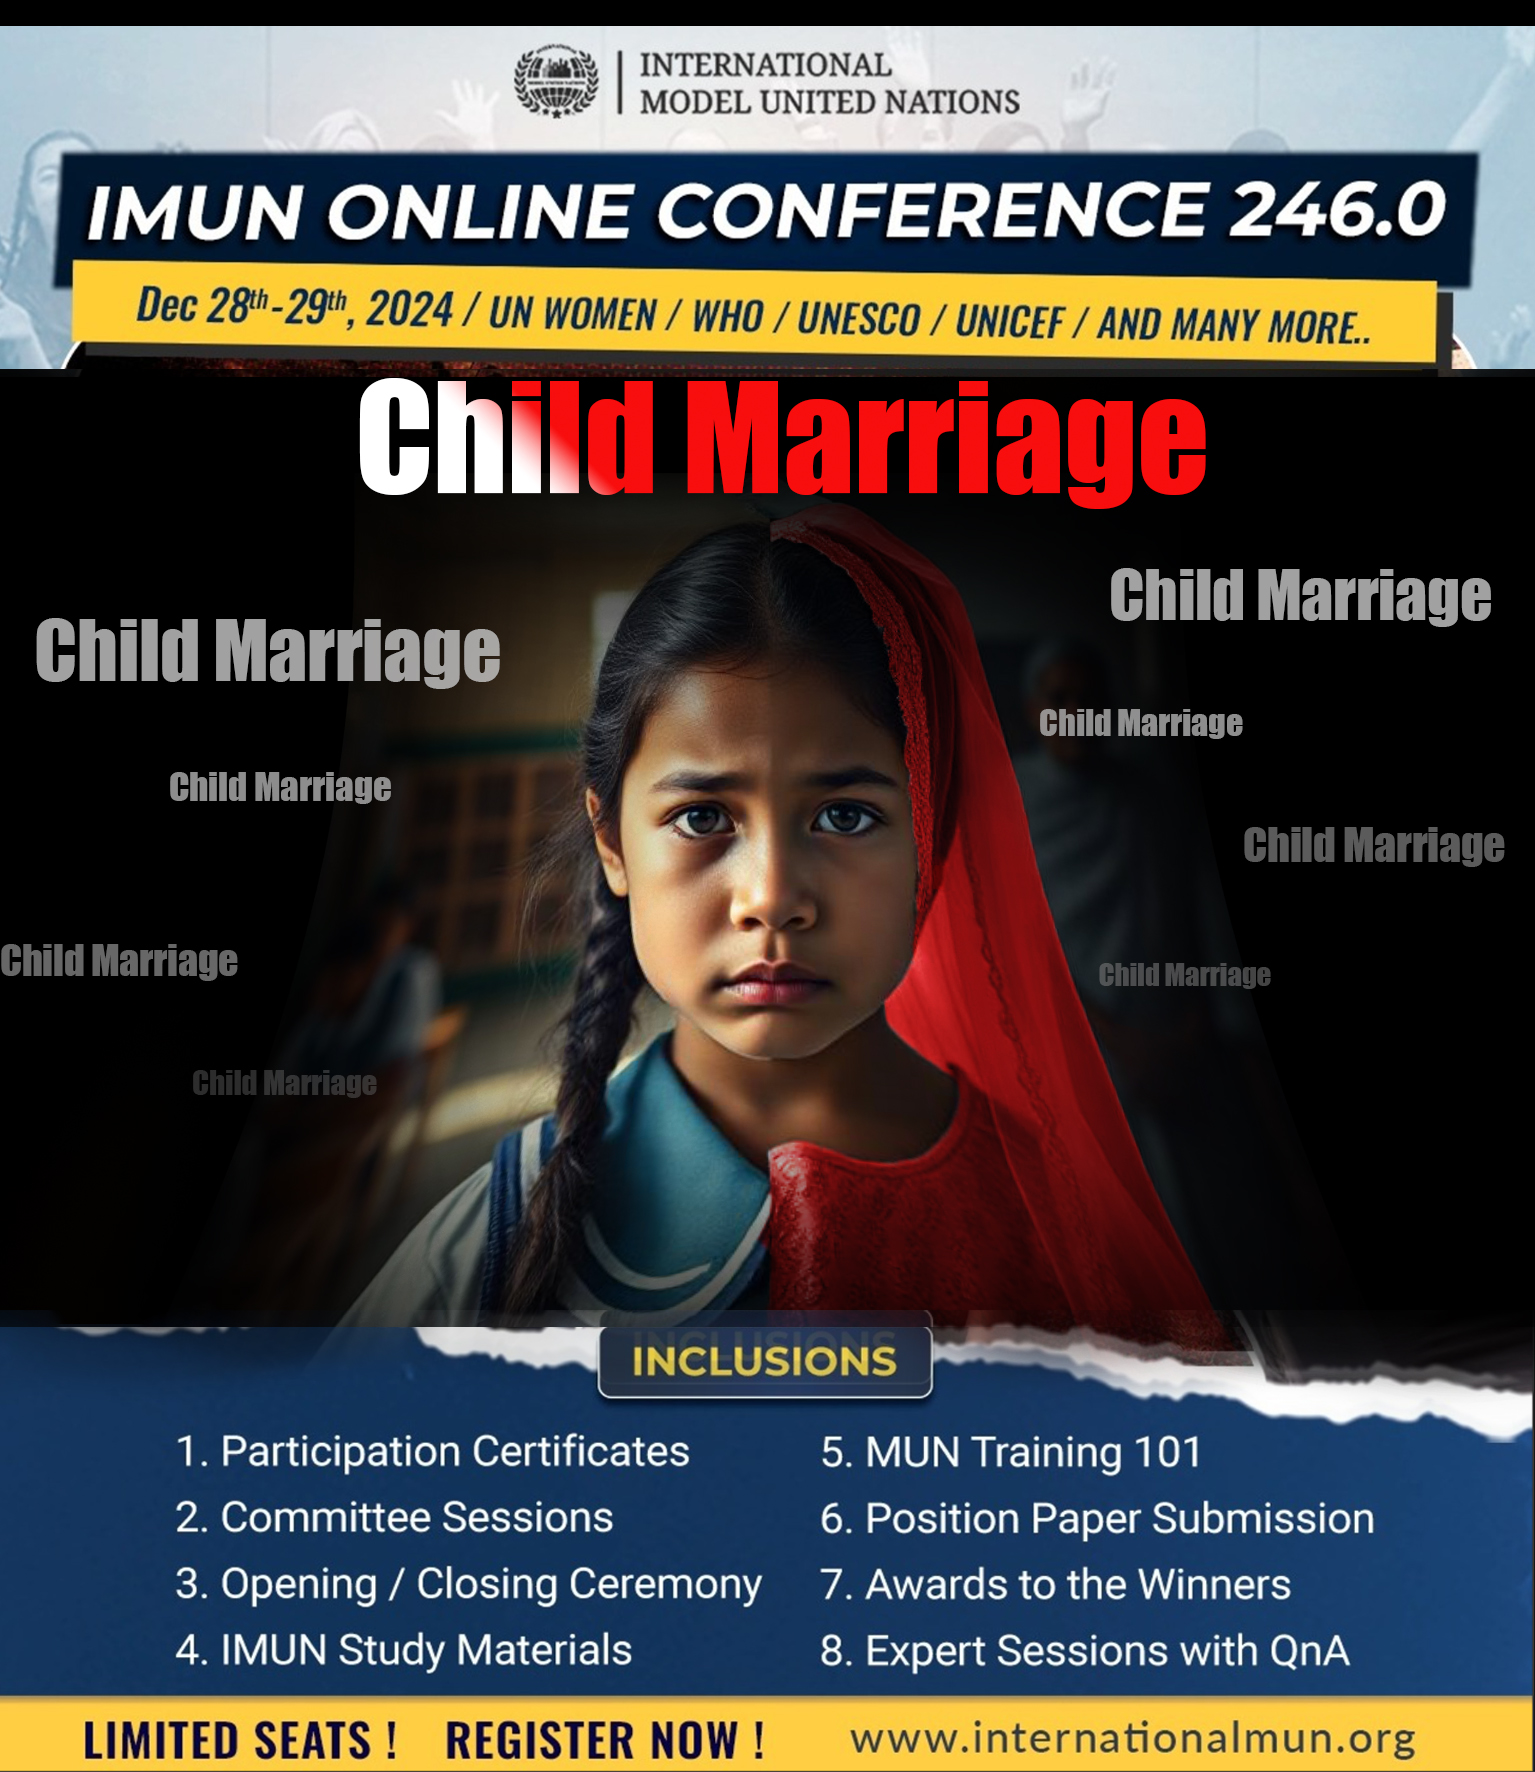 INTERNATIONAL
MODEL UNITED NATIONS
IMUN ONLINE CONFERENCE 246.0
Dec 28th-29th, 2024 / UN WOMEN / WHO / UNESCO / UNICEF / AND MANY MORE..
Child Marriage
Child Marriage
Child Marriage
Child Marriage
Child Marriage
Child Marriage
Child Marriage
Child Marriage
Child Marriage
INCLUSIONS
1. Participation Certificates
2. Committee Sessions
3. Opening / Closing Ceremony
4. IMUN Study Materials
5. MUN Training 101
6. Position Paper Submission
7. Awards to the Winners
8. Expert Sessions with QnA
LIMITED SEATS ! REGISTER NOW ! www.internationalmun.org